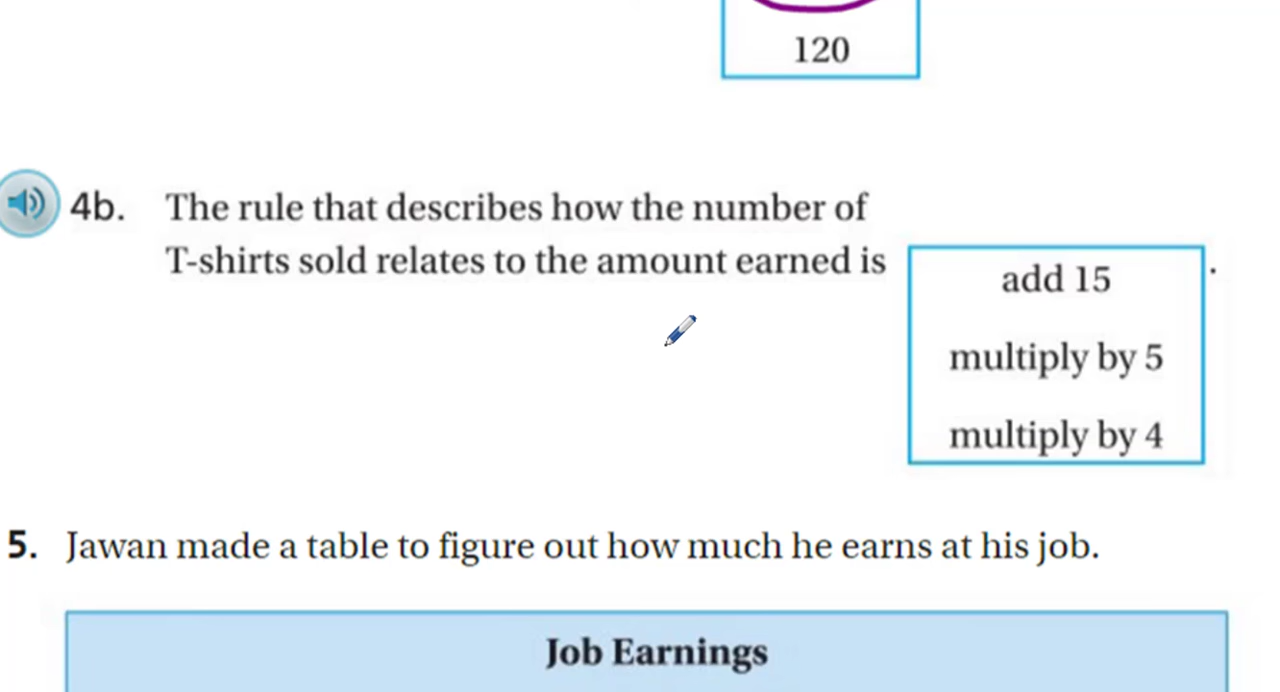 120
4b. The rule that describes how the number of
T-shirts sold relates to the amount earned is
add 15 .
multiply by 5
multiply by 4
5. Jawan made a table to figure out how much he earns at his job.
Job Earnings